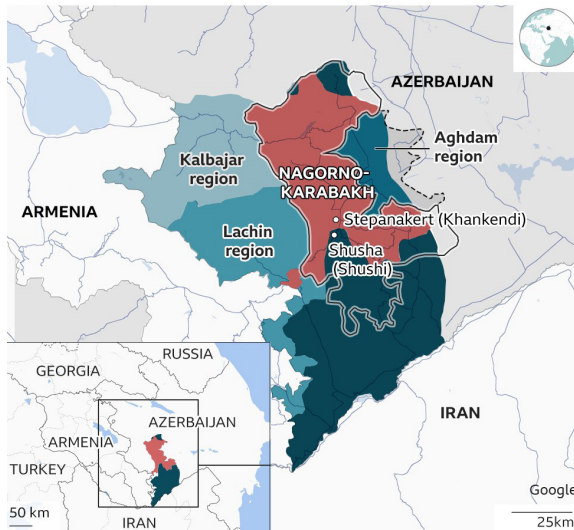 AZERBAIJAN
Aghdam
region
Kalbajar
region
NAGORNO-
KARABAKH
ARMENIA
Lachin
region
Stepanakert (Khankendi)
Shusha
(Shushi)
IRAN
RUSSIA
GEORGIA
AZERBAIJAN
ARMENIA
TURKEY
IRAN
50 km
Google
25km